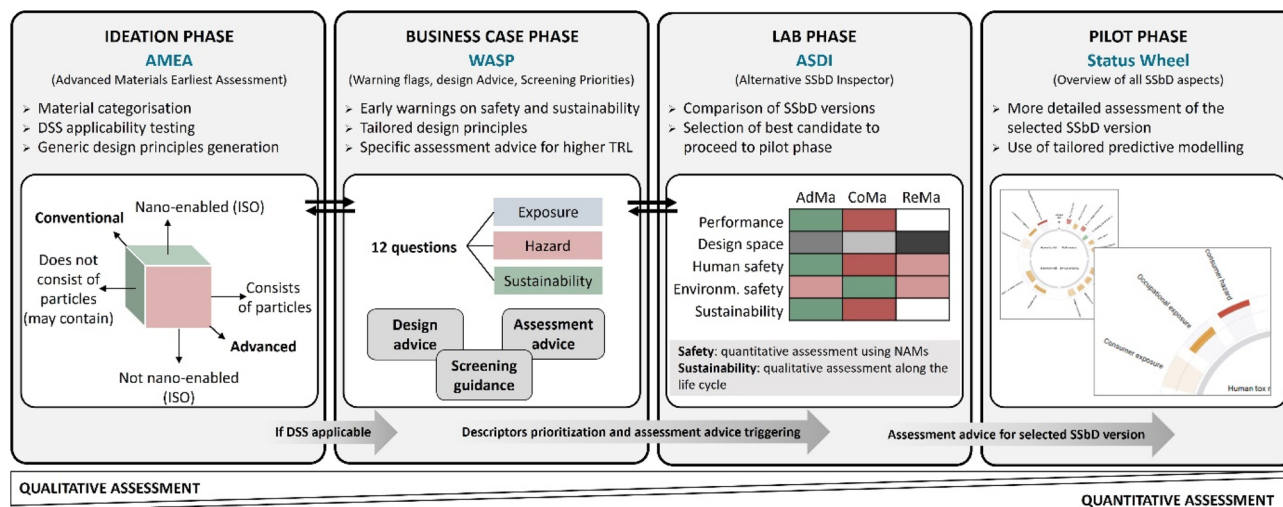 IDEATION PHASE
AMEA
(Advanced Materials Earliest Assessment)
➢ Material categorisation
➢ DSS applicability testing
➢ Generic design principles generation
Conventional
Nano-enabled (ISO)
Does not
consist of
particles
(may contain)
Consists
of particles
Advanced
Not nano-enabled
(ISO)
If DSS applicable
BUSINESS CASE PHASE
WASP
(Warning flags, design Advice, Screening Priorities)
➢ Early warnings on safety and sustainability
➢ Tailored design principles
➢ Specific assessment advice for higher TRL
12 questions
Exposure
Hazard
Sustainability
Design
advice
Assessment
advice
Screening
guidance
Descriptors prioritization and assessment advice triggering
LAB PHASE
ASDI
(Alternative SSbD Inspector)
➢ Comparison of SSbD versions
➢ Selection of best candidate to
proceed to pilot phase
AdMa CoMa ReMa
Performance
Design space
Human safety
Environm. safety
Sustainability
Safety: quantitative assessment using NAMs
Sustainability: qualitative assessment along the
life cycle
Assessment advice for selected SSbD version
PILOT PHASE
Status Wheel
(Overview of all SSbD aspects)
➢ More detailed assessment of the
selected SSbD version
➢ Use of tailored predictive modelling
consumer hazard
Occupational exposure
Consumer exposure
Human tox r
QUALITATIVE ASSESSMENT
QUANTITATIVE ASSESSMENT